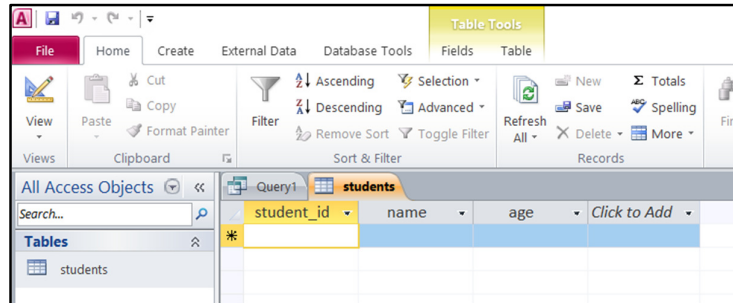 Table Tools
File Home Create External Data Database Tools Fields Table
View
Views
Paste
Cut
Copy
Format Painter
Clipboard
Filter
Ascending
Descending
Remove Sort
Selection
Advanced
Toggle Filter
Sort & Filter
Refresh
All
New
Save
Delete
Totals
Spelling
More
Records
All Access Objects
Search...
Tables
students
Query1 students
student_id name age Click to Add